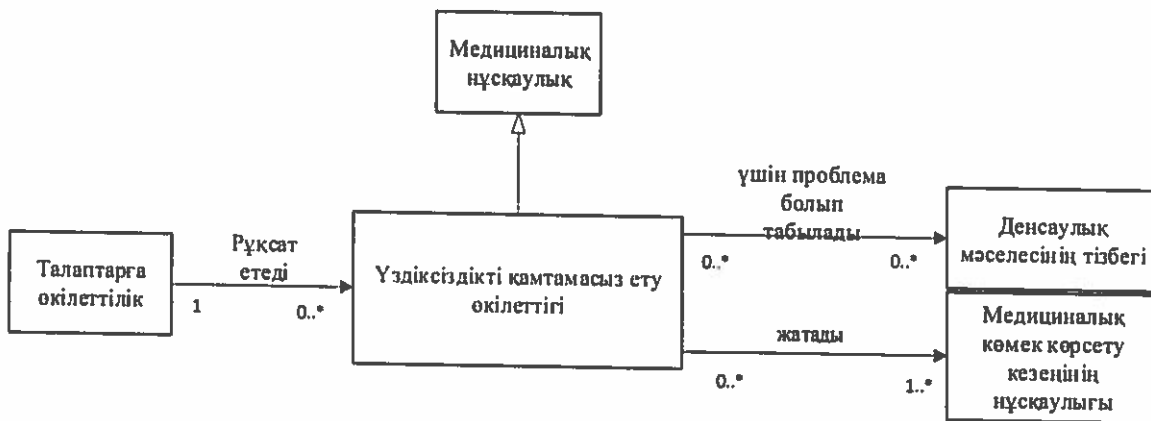 Медициналық
нұсқаулық
үшін проблема
болып
табылады
0..*
0..*
Денсаулық
мәселесінің тізбегі
Талаптарға
өкілеттілік
Рұқсат
етеді
1
0..*
Үздіксіздікті қамтамасыз ету
өкілеттігі
жатады
0..*
1..*
Медициналық
көмек көрсету
кезеңінің
нұсқаулығы